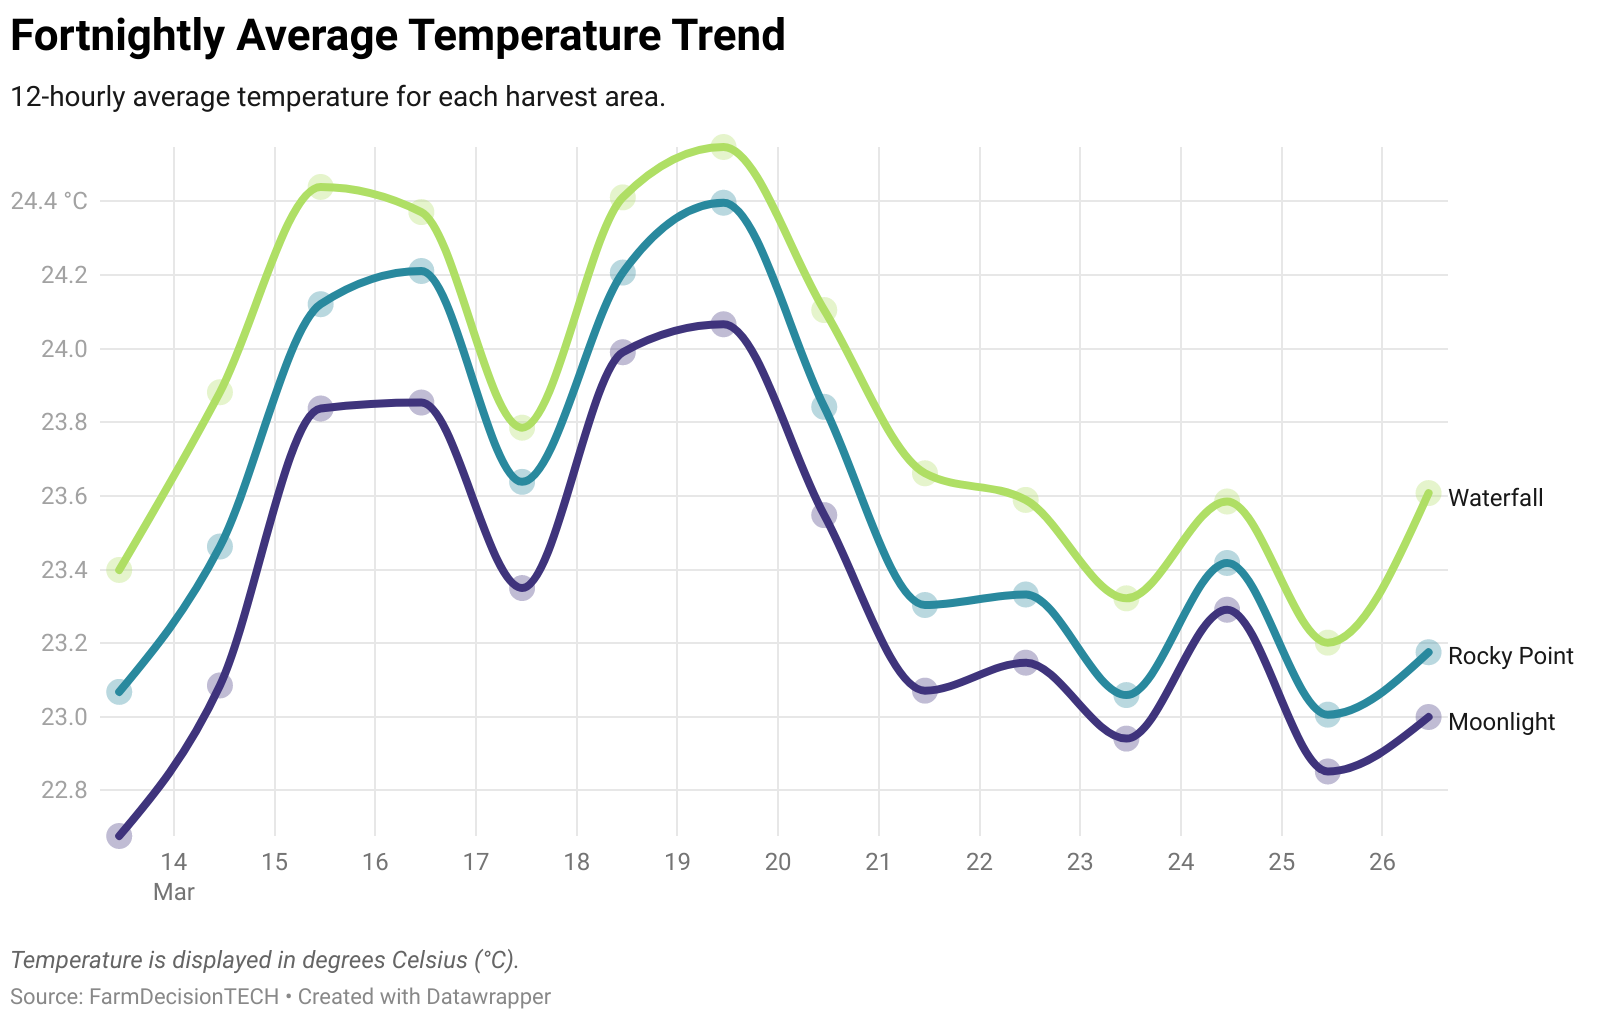 Fortnightly Average Temperature Trend
12-hourly average temperature for each harvest area.
24.4 °C
24.2
24.0
23.8
23.6
23.4
23.2
23.0
22.8
Waterfall
Rocky Point
Moonlight
14 15 16 17 18 19 20 21 22 23 24 25 26
Mar
Temperature is displayed in degrees Celsius (°C).
Source: FarmDecisionTECH • Created with Datawrapper